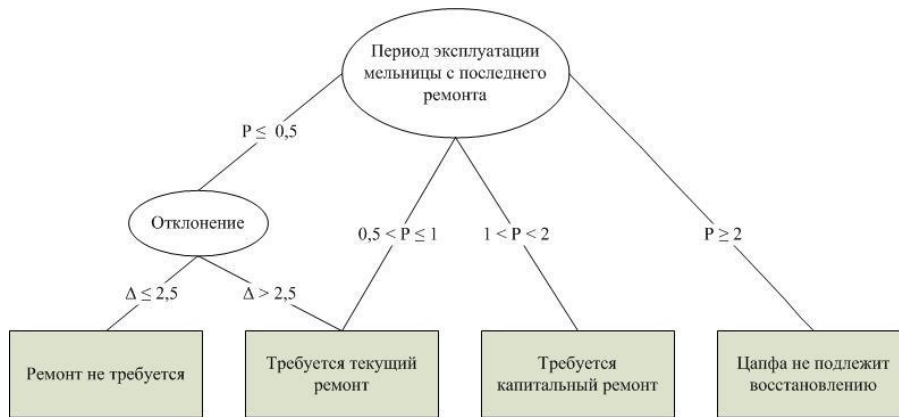 Период эксплуатации
мельницы с последнего
ремонта
P ≤ 0,5
Отклонение
0,5 < P ≤ 1
1 < P < 2
P ≥ 2
Δ ≤ 2,5
Δ > 2,5
Ремонт не требуется
Требуется текущий
ремонт
Требуется
капитальный ремонт
Цапфа не подлежит
восстановлению